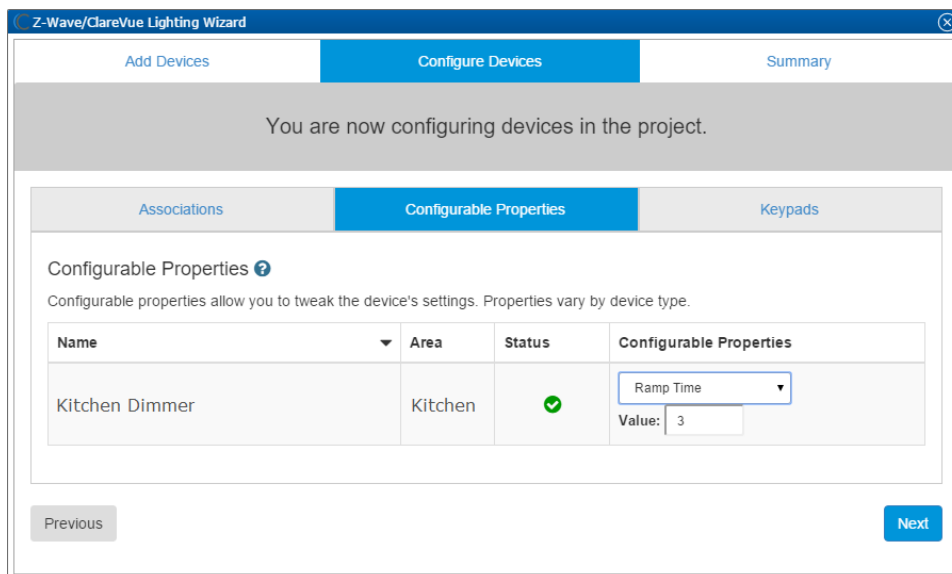 Z-Wave/ClareVue Lighting Wizard
Add Devices Configure Devices Summary
You are now configuring devices in the project.
Associations Configurable Properties Keypads
Configurable Properties ?
Configurable properties allow you to tweak the device's settings. Properties vary by device type.
Name Area Status Configurable Properties
Kitchen Dimmer Kitchen Ramp Time
Value: 3
Previous Next